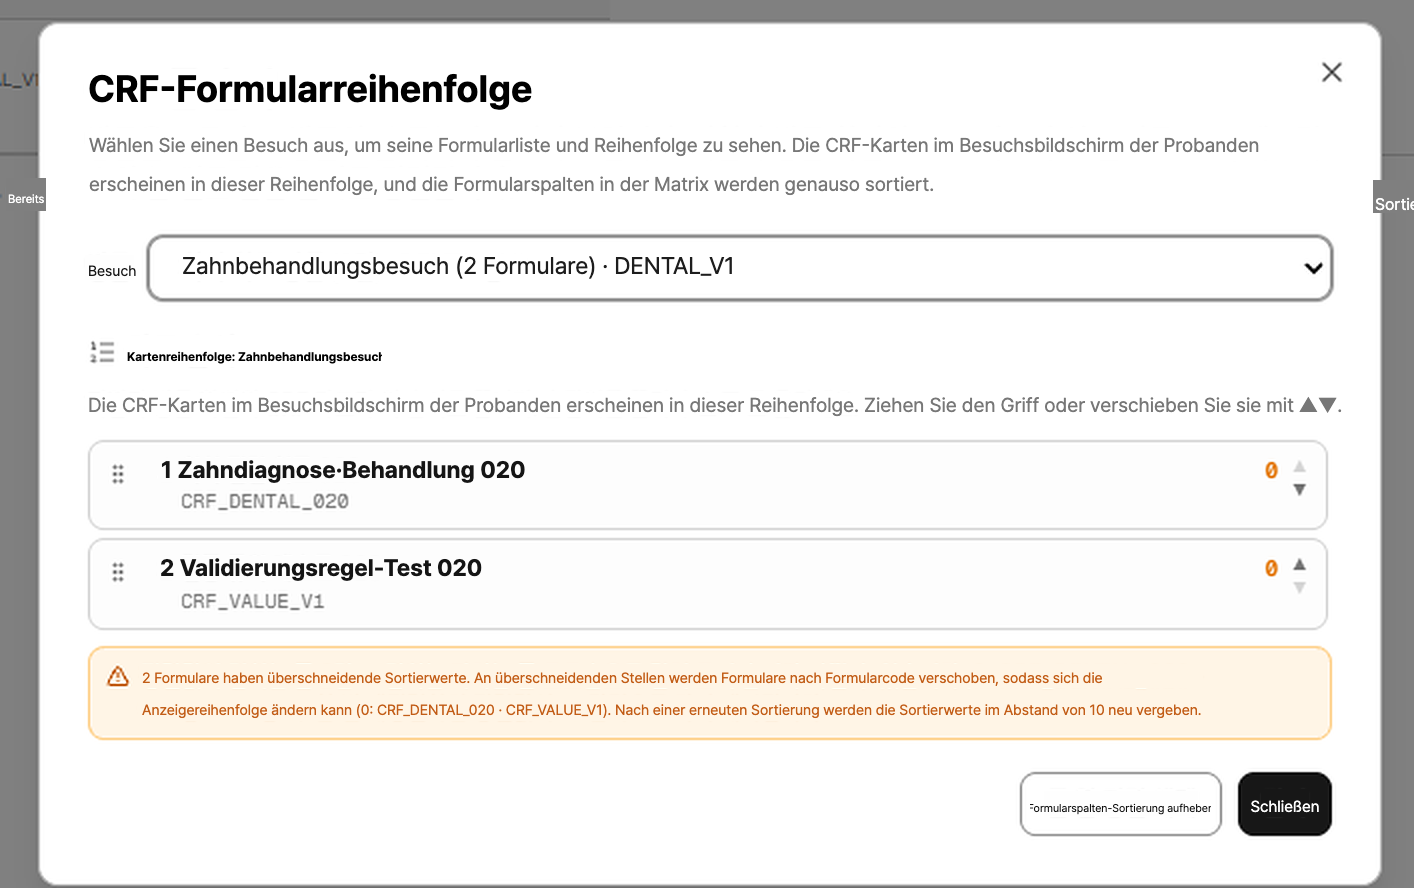 CRF-Formularreihenfolge
Wählen Sie einen Besuch aus, um seine Formularliste und Reihenfolge zu sehen. Die CRF-Karten im Besuchsbildschirm der Probanden
erscheinen in dieser Reihenfolge, und die Formularspalten in der Matrix werden genauso sortiert.
Bereits
Besuch
Zahnbehandlungsbesuch (2 Formulare) · DENTAL_V1
Kartenreihenfolge: Zahnbehandlungsbesuch
Die CRF-Karten im Besuchsbildschirm der Probanden erscheinen in dieser Reihenfolge. Ziehen Sie den Griff oder verschieben Sie sie mit ▲▼.
1 Zahndiagnose·Behandlung 020
0
CRF_DENTAL_020
2 Validierungsregel-Test 020
0
CRF_VALUE_V1
2 Formulare haben überschneidende Sortierwerte. An überschneidenden Stellen werden Formulare nach Formularcode verschoben, sodass sich die
Anzeigereihenfolge ändern kann (0: CRF_DENTAL_020 · CRF_VALUE_V1). Nach einer erneuten Sortierung werden die Sortierwerte im Abstand von 10 neu vergeben.
Formularspalten-Sortierung aufheben
Schließen